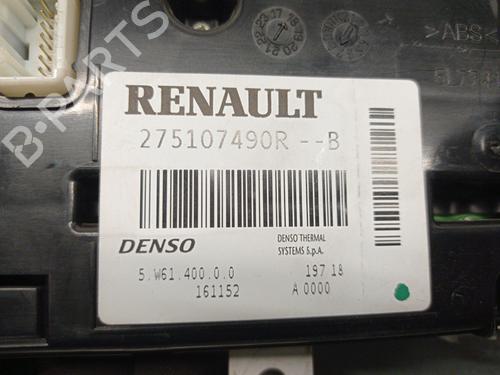 >ABS<
RENAULT
275107490R --B
DENSO
DENSO THERMAL
SYSTEMS S.p.A.
5.W61.400.0.0
197 18
161152
A 0000
B-PARTS